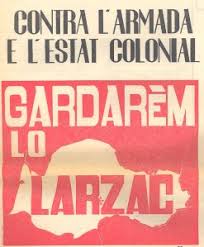 CONTRA L'ARMADA
E L'ESTAT COLONIAL
GARDARÈM
LO
LARZAC